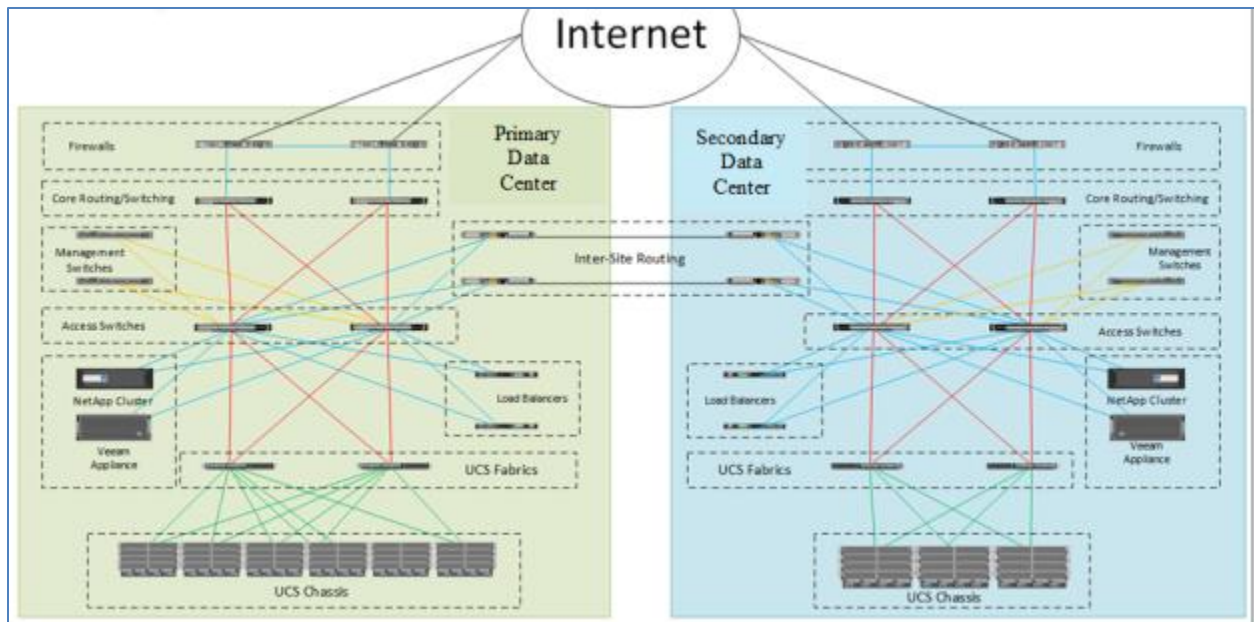 Internet
Primary
Data
Center
Firewalls
Core Routing/Switching
Management
Switches
Access Switches
NetApp Cluster
Veeam
Appliance
Load Balancers
UCS Fabrics
UCS Chassis
Inter-Site Routing
Secondary
Data
Center
Firewalls
Core Routing/Switching
Management
Switches
Access Switches
Load Balancers
NetApp Cluster
Veeam
Appliance
UCS Fabrics
UCS Chassis